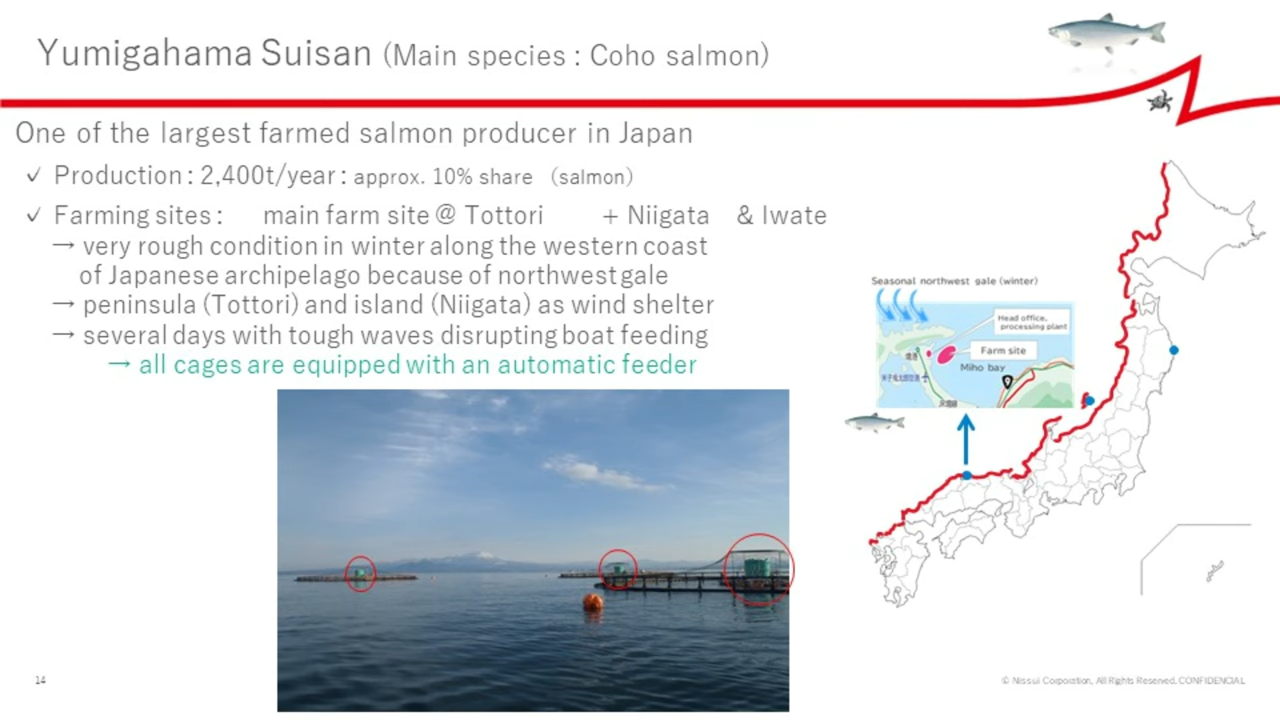 Yumigahama Suisan (Main species : Coho salmon)
One of the largest farmed salmon producer in Japan
✓ Production : 2,400t/year : approx. 10% share （salmon）
✓ Farming sites : main farm site @ Tottori + Niigata & Iwate
→ very rough condition in winter along the western coast
of Japanese archipelago because of northwest gale
→ peninsula (Tottori) and island (Niigata) as wind shelter
→ several days with tough waves disrupting boat feeding
→ all cages are equipped with an automatic feeder
Seasonal northwest gale (winter)
Head office,
processing plant
Farm site
Miho bay
14
© Nissui Corporation, All Rights Reserved, CONFIDENCIAL